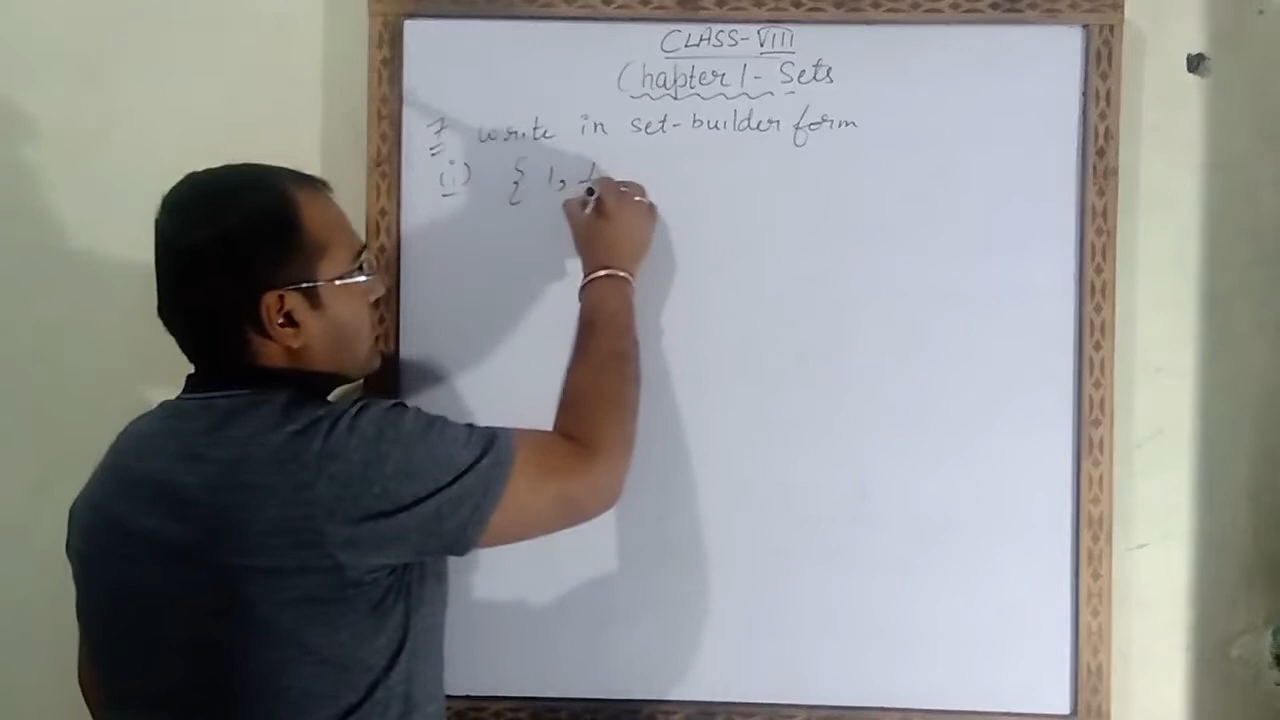 CLASS-VIII
Chapter 1 - Sets
7 write in set-builder form
(i) { 1, 1